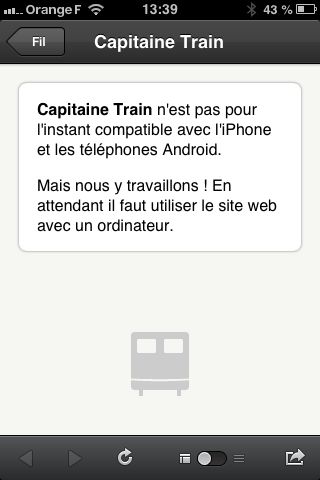 Orange F 13:39 43 %
Fil Capitaine Train
Capitaine Train n'est pas pour
l'instant compatible avec l'iPhone
et les téléphones Android.
Mais nous y travaillons ! En
attendant il faut utiliser le site web
avec un ordinateur.